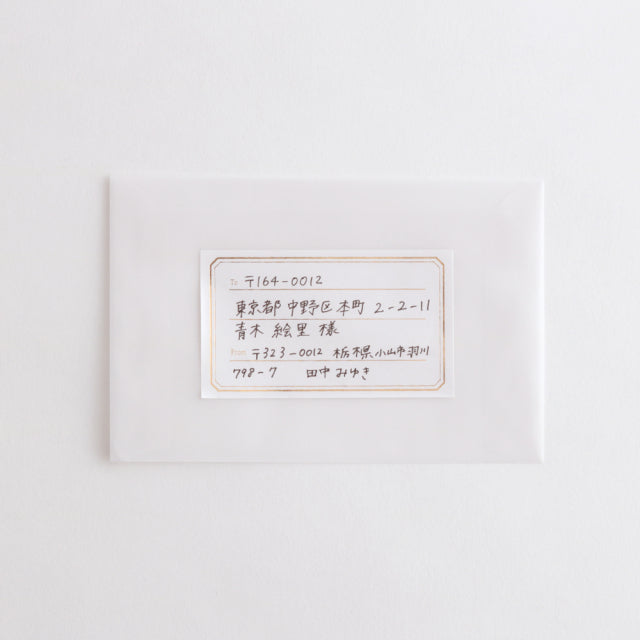 To 〒164-0012
東京都 中野区 本町 2-2-11
青木 絵里 様
From 〒323-0012 栃木県小山市羽川
798-7 田中みゆき